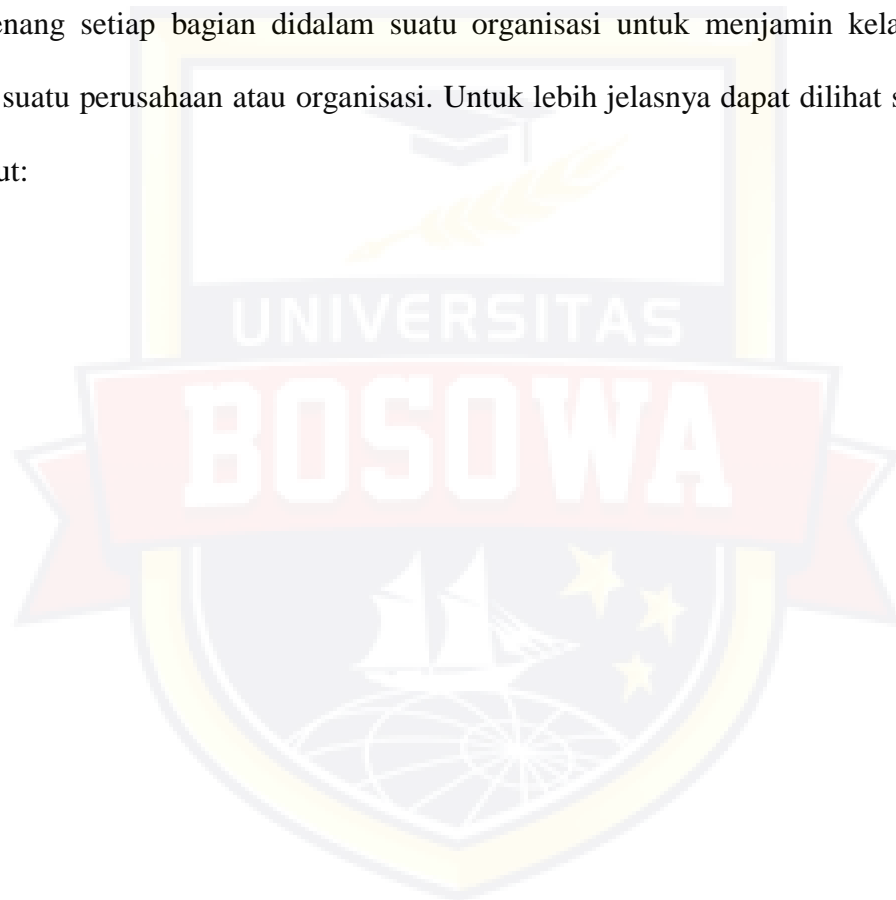 enang setiap bagian didalam suatu organisasi untuk menjamin kela
suatu perusahaan atau organisasi. Untuk lebih jelasnya dapat dilihat s
ut:
UNIVERSITAS
BOSOWA